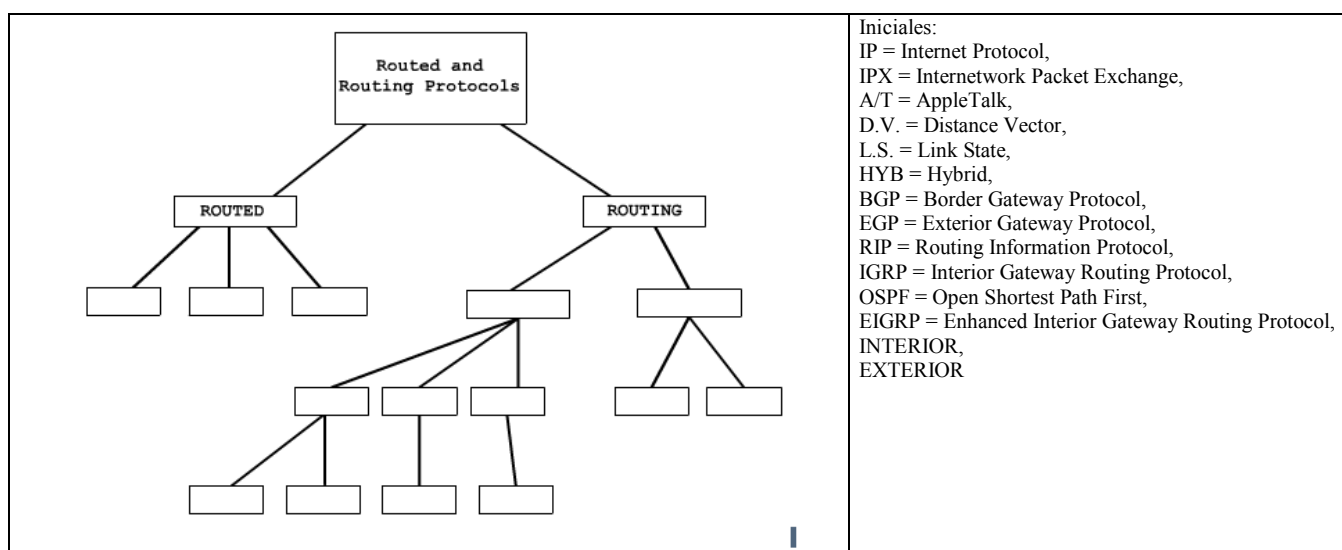 Routed and
Routing Protocols
ROUTED
ROUTING
Iniciales:
IP = Internet Protocol,
IPX = Internetwork Packet Exchange,
A/T = AppleTalk,
D.V. = Distance Vector,
L.S. = Link State,
HYB = Hybrid,
BGP = Border Gateway Protocol,
EGP = Exterior Gateway Protocol,
RIP = Routing Information Protocol,
IGRP = Interior Gateway Routing Protocol,
OSPF = Open Shortest Path First,
EIGRP = Enhanced Interior Gateway Routing Protocol,
INTERIOR,
EXTERIOR